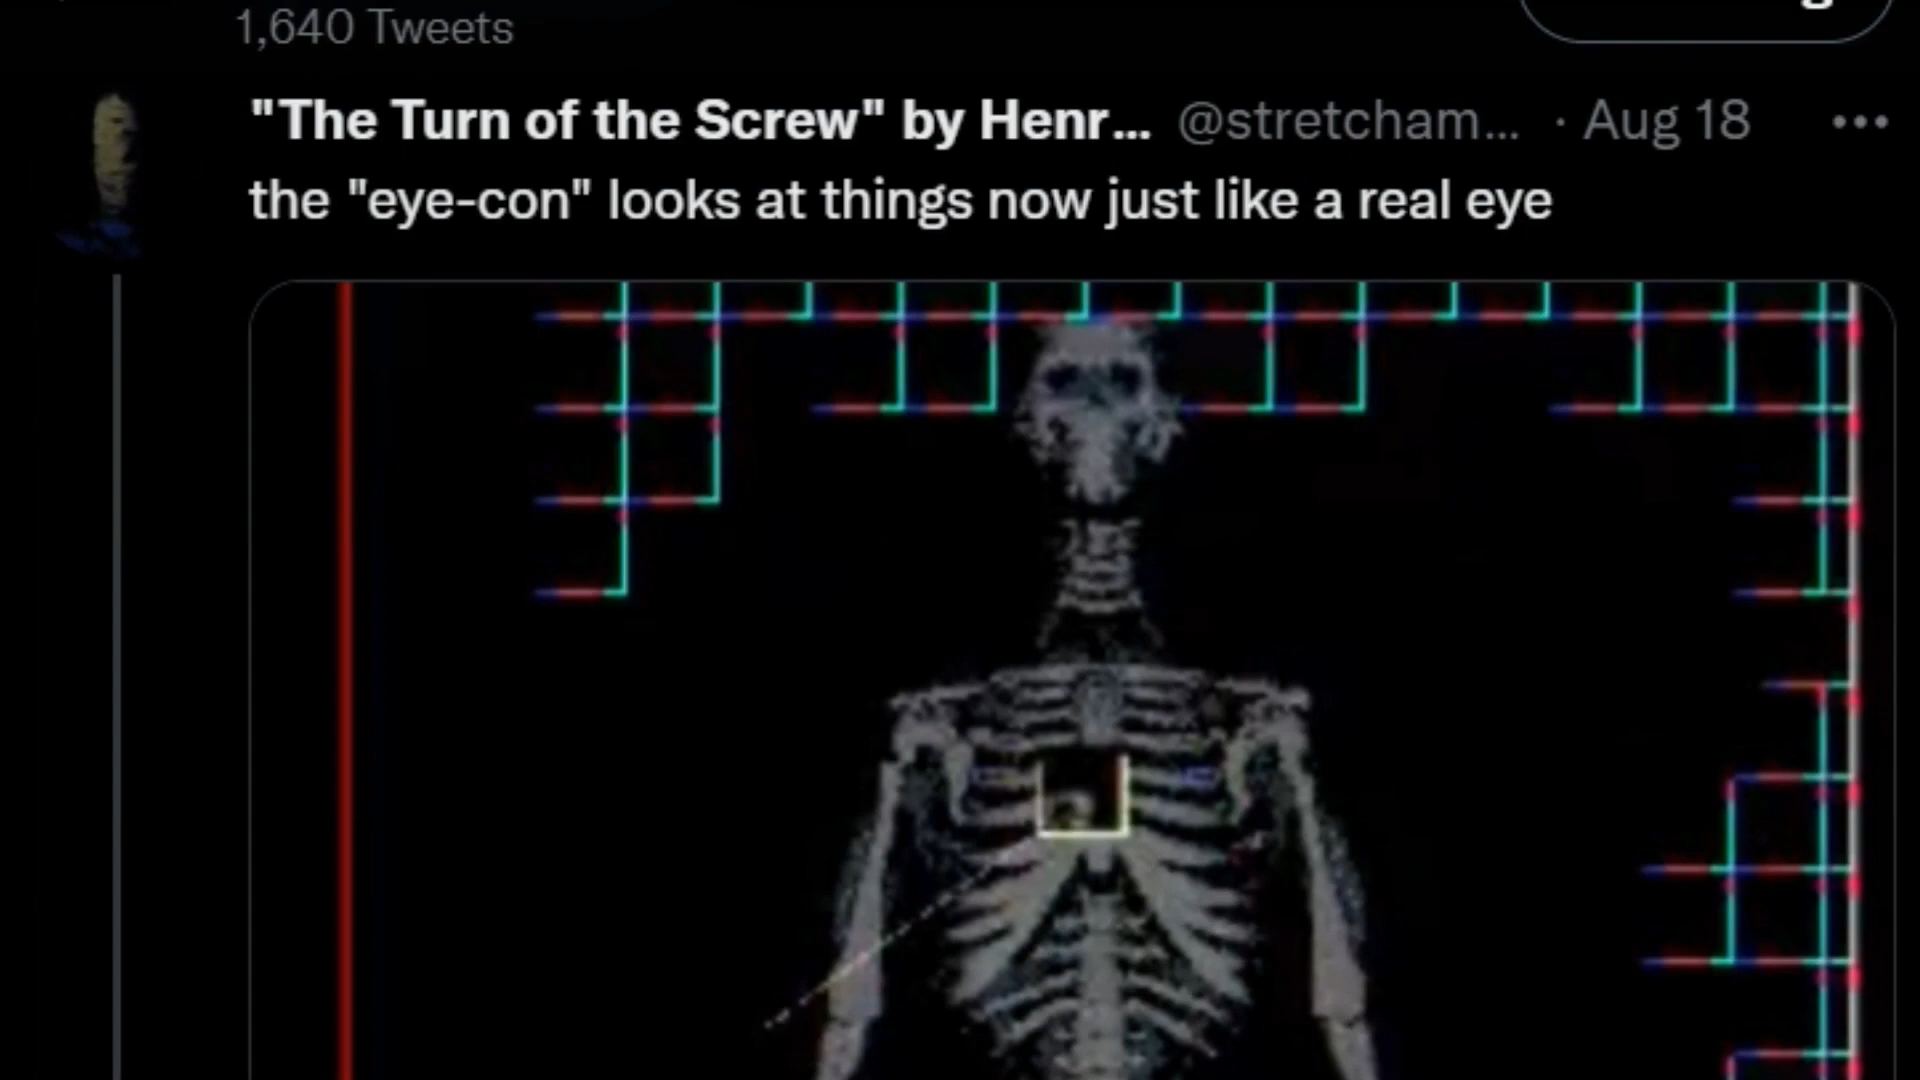 1,640 Tweets
"The Turn of the Screw" by Henr... @stretcham... · Aug 18
the "eye-con" looks at things now just like a real eye